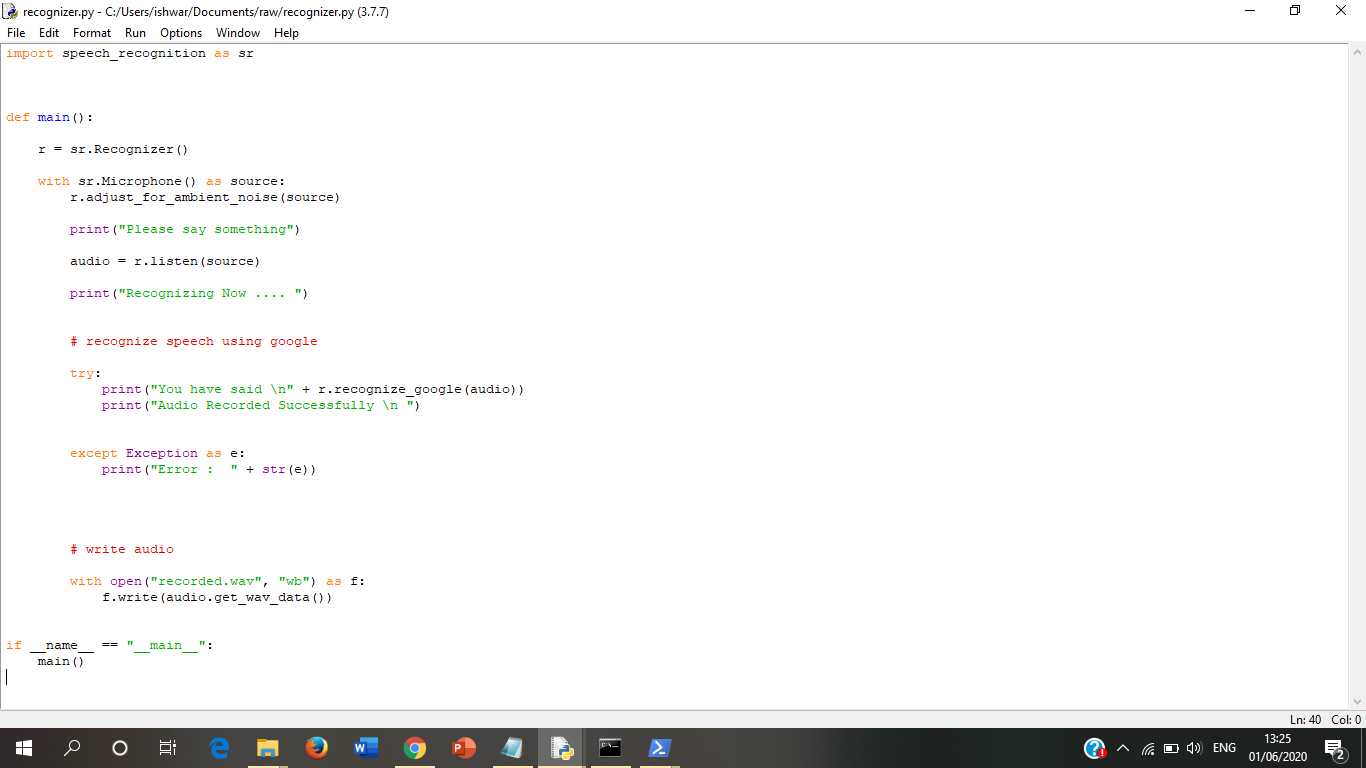 recognizer.py - C:/Users/ishwar/Documents/raw/recognizer.py (3.7.7)
File Edit Format Run Options Window Help
import speech_recognition as sr
def main():
    r = sr.Recognizer()
    with sr.Microphone() as source:
        r.adjust_for_ambient_noise(source)
        print("Please say something")
        audio = r.listen(source)
        print("Recognizing Now .... ")
        # recognize speech using google
        try:
            print("You have said \n" + r.recognize_google(audio))
            print("Audio Recorded Successfully \n ")
        except Exception as e:
            print("Error :  " + str(e))
        # write audio
        with open("recorded.wav", "wb") as f:
            f.write(audio.get_wav_data())
if __name__ == "__main__":
    main()
Ln: 40 Col: 0
ENG
13:25
01/06/2020
2